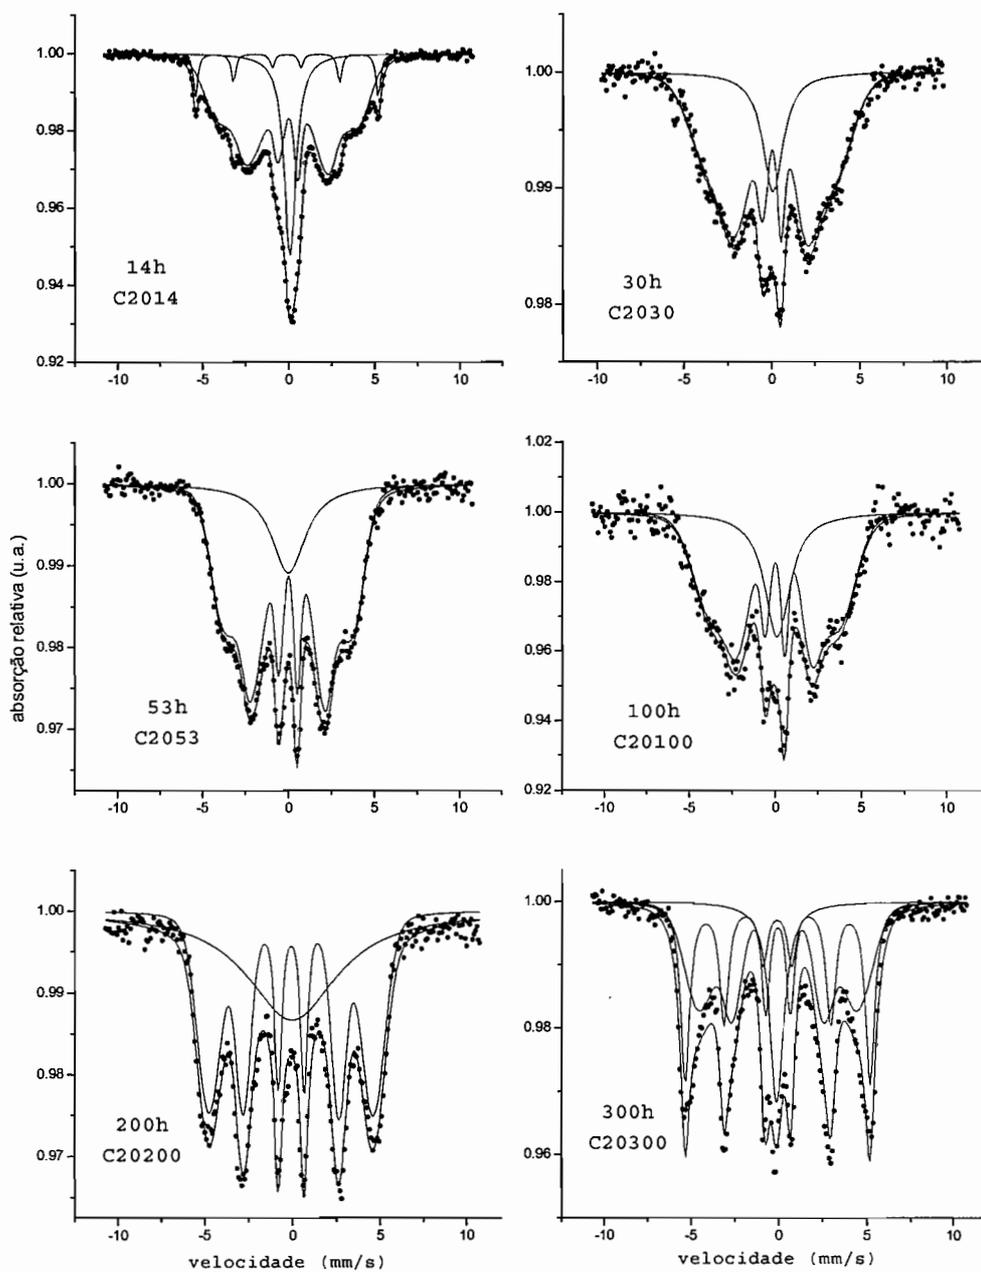 1.00
0.98
0.96
0.94
0.92
14h
C2014
-10 -5 0 5 10
1.00
0.99
0.98
30h
C2030
-10 -5 0 5 10
absorção relativa (u.a.)
1.00
0.99
0.98
0.97
53h
C2053
-10 -5 0 5 10
1.02
1.00
0.98
0.96
0.94
0.92
100h
C20100
-10 -5 0 5 10
1.00
0.99
0.98
0.97
200h
C20200
-10 -5 0 5 10
velocidade (mm/s)
1.00
0.98
0.96
300h
C20300
-10 -5 0 5 10
velocidade (mm/s)